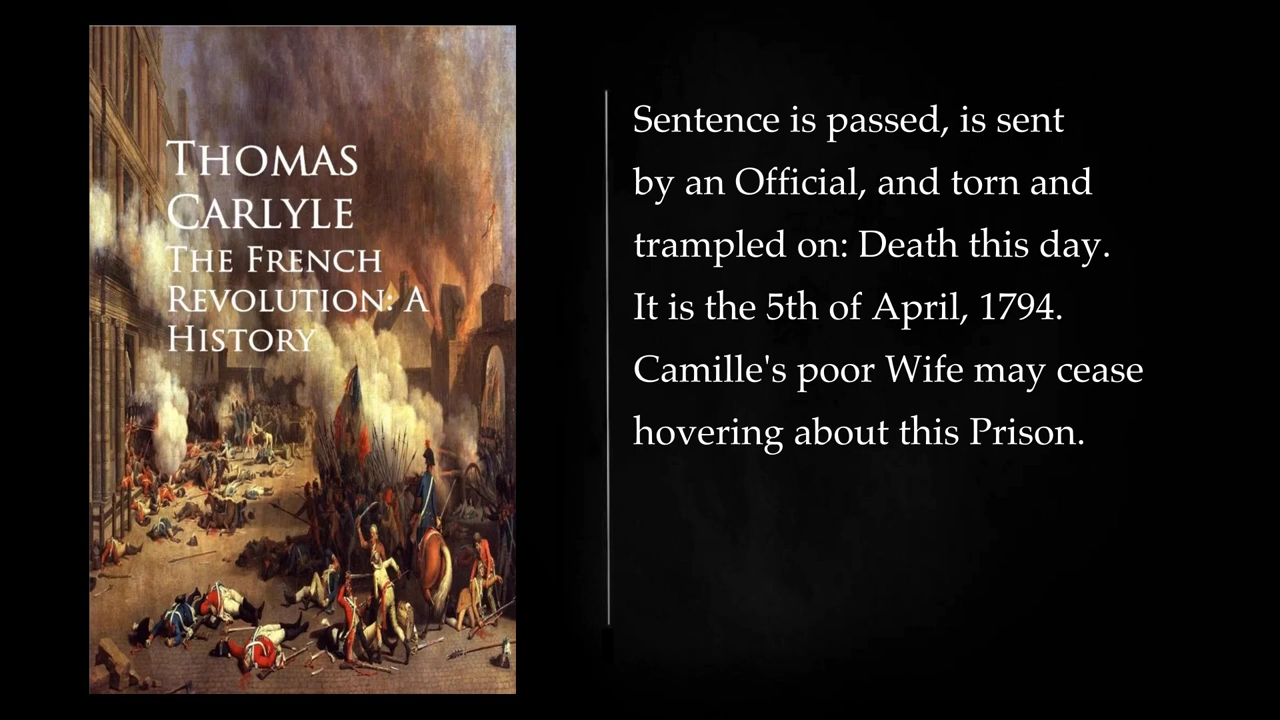 THOMAS
CARLYLE
THE FRENCH
REVOLUTION: A
HISTORY
Sentence is passed, is sent
by an Official, and torn and
trampled on: Death this day.
It is the 5th of April, 1794.
Camille's poor Wife may cease
hovering about this Prison.